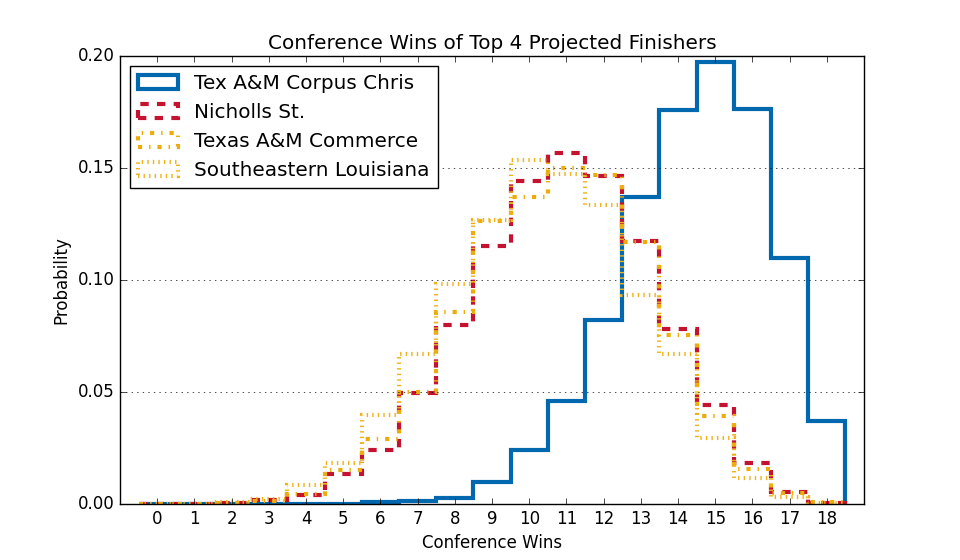 Conference Wins of Top 4 Projected Finishers
0.20
Tex A&M Corpus Chris
Nicholls St.
Texas A&M Commerce
Southeastern Louisiana
0.15
0.10
0.05
0.00
Probability
0 1 2 3 4 5 6 7 8 9 10 11 12 13 14 15 16 17 18
Conference Wins